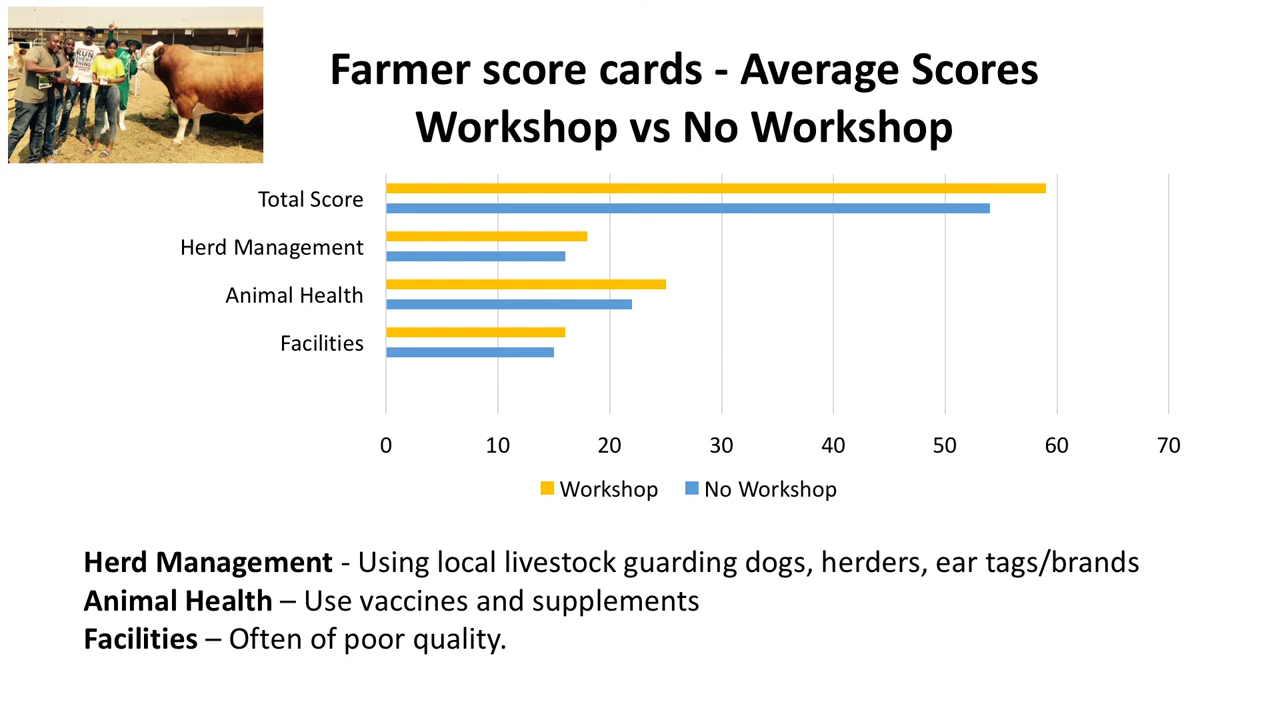 Farmer score cards - Average Scores
Workshop vs No Workshop
RUN
Total Score
Herd Management
Animal Health
Facilities
0 10 20 30 40 50 60 70
Workshop No Workshop
Herd Management - Using local livestock guarding dogs, herders, ear tags/brands
Animal Health – Use vaccines and supplements
Facilities – Often of poor quality.